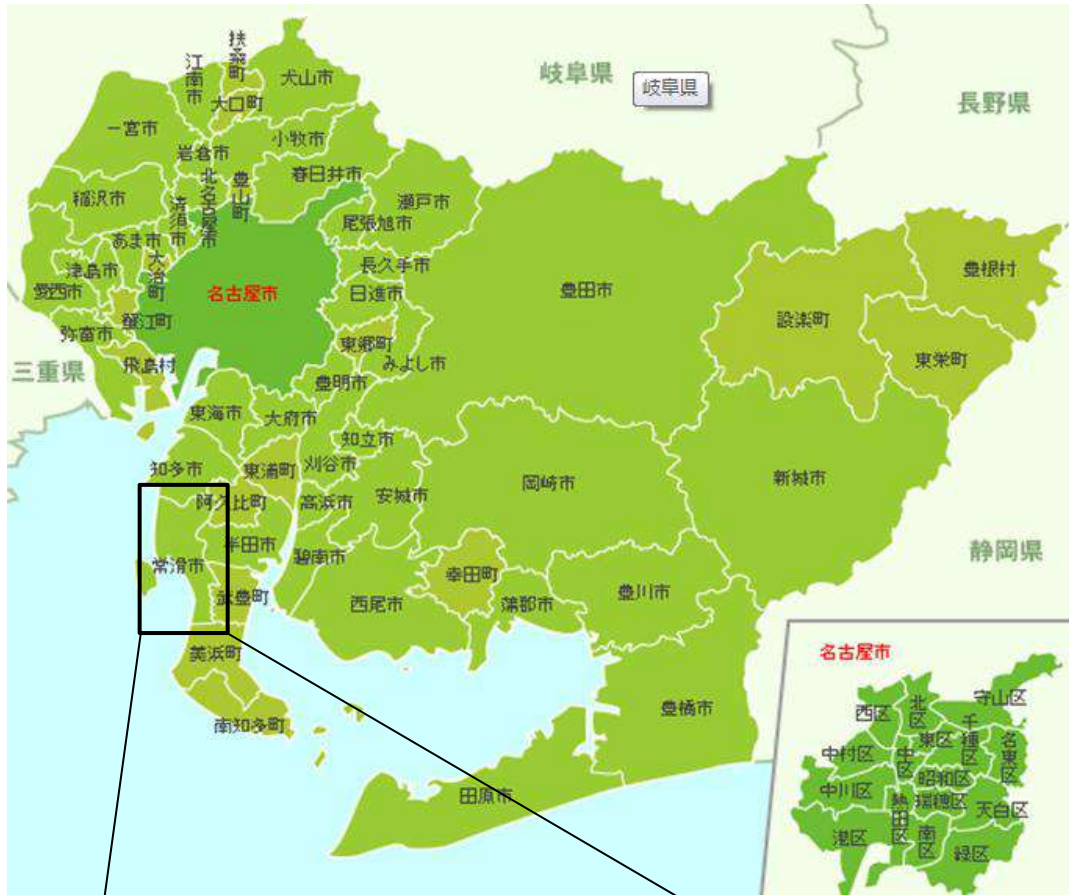 岐阜県
岐阜県
長野県
三重県
静岡県
扶桑町
江南市
犬山市
大口町
一宮市
小牧市
岩倉市
春日井市
稲沢市
清須市
北名古屋市
豊山町
瀬戸市
尾張旭市
あま市
津島市
大治町
長久手市
愛西市
名古屋市
日進市
豊田市
豊根村
設楽町
弥富市
蟹江町
東郷町
みよし市
東栄町
飛島村
豊明市
東海市
大府市
知立市
知多市
東浦町
刈谷市
岡崎市
新城市
阿久比町
高浜市
安城市
半田市
碧南市
常滑市
武豊町
西尾市
幸田町
蒲郡市
豊川市
美浜町
南知多町
豊橋市
田原市
名古屋市
守山区
西区
北区
千種区
名東区
東区
中村区
中区
昭和区
中川区
熱田区
瑞穂区
天白区
港区
南区
緑区